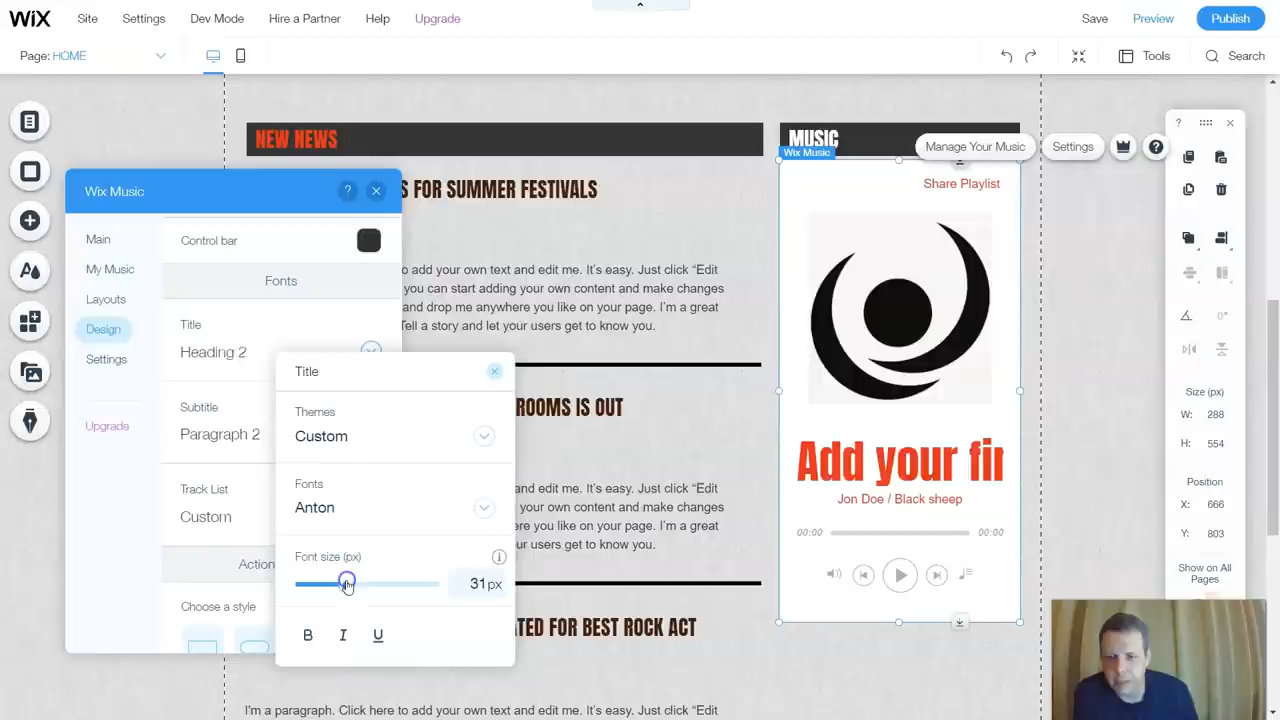 WiX
Site
Settings
Dev Mode
Hire a Partner
Help
Upgrade
Save
Preview
Publish
Page: HOME
Tools
Search
NEW NEWS
MUSIC
Wix Music
Manage Your Music
Settings
?
?
Share Playlist
S FOR SUMMER FESTIVALS
o add your own text and edit me. It's easy. Just click “Edit
you can start adding your own content and make changes
and drop me anywhere you like on your page. I'm a great
Tell a story and let your users get to know you.
ROOMS IS OUT
and edit me. It's easy. Just click “Edit
our own content and make changes
ere you like on your page. I'm a great
ur users get to know you.
ATED FOR BEST ROCK ACT
I'm a paragraph. Click here to add your own text and edit me. It's easy. Just click “Edit
Wix Music
?
Main
My Music
Layouts
Design
Settings
Upgrade
Control bar
Fonts
Title
Heading 2
Subtitle
Paragraph 2
Track List
Custom
Action
Choose a style
Title
Themes
Custom
Fonts
Anton
Font size (px)
31px
B I U
Add your fir
Jon Doe / Black sheep
00:00
00:00
0°
Size (px)
W: 288
H: 554
Position
X: 666
Y: 803
Show on All
Pages